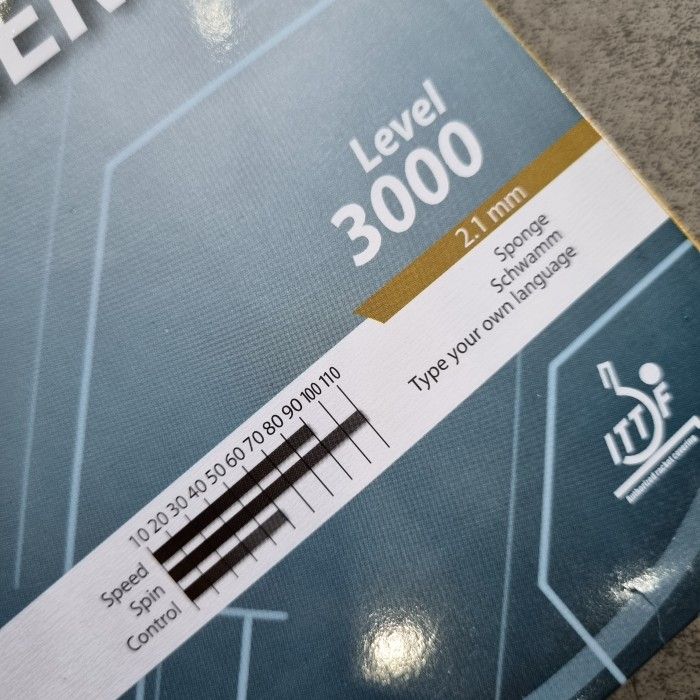 Level
3000
2.1 mm
Sponge
Schwamm
Type your own language
10 20 30 40 50 60 70 80 90 100 110
Speed
Spin
Control
ITTF